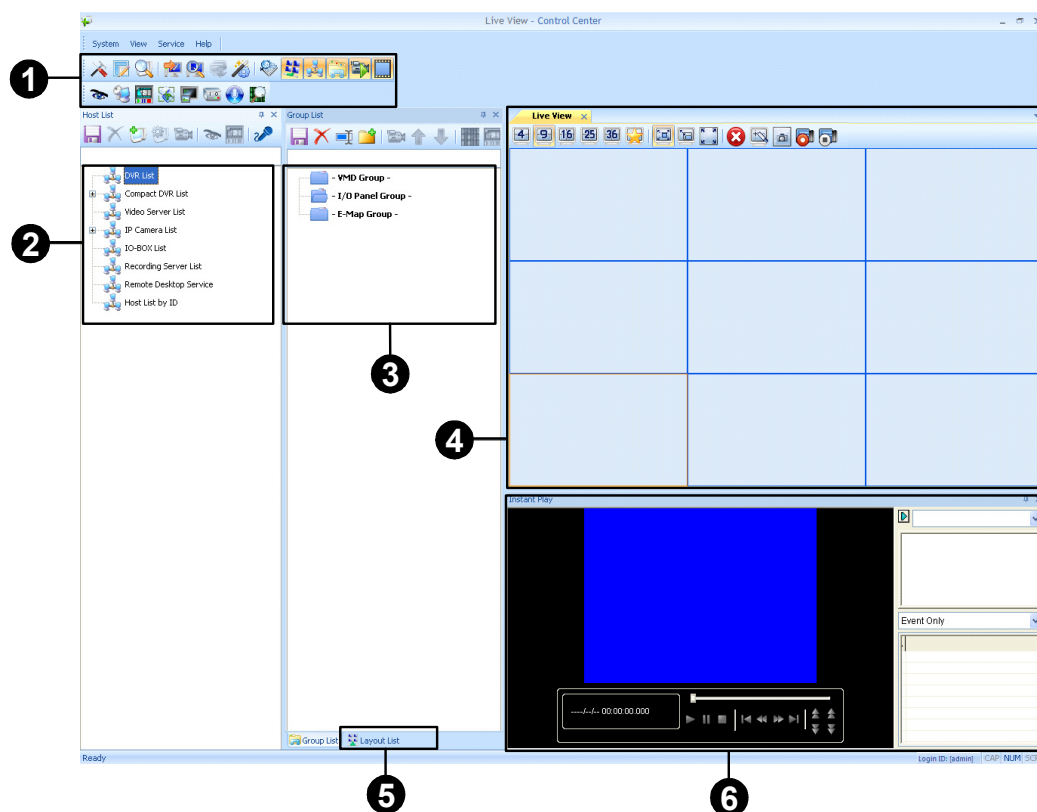 Live View - Control Center
System View Service Help
1
Host List
Group List
Live View
4 9 16 25 36
DVR List
Compact DVR List
Video Server List
IP Camera List
IO-BOX List
Recording Server List
Remote Desktop Service
Host List by ID
2
- VMD Group -
- I/O Panel Group -
- E-Map Group -
3
4
Instant Play
Event Only
----/--/-- 00:00:00.000
Group List
Layout List
Ready
Login ID: [admin] CAP NUM SC
5
6